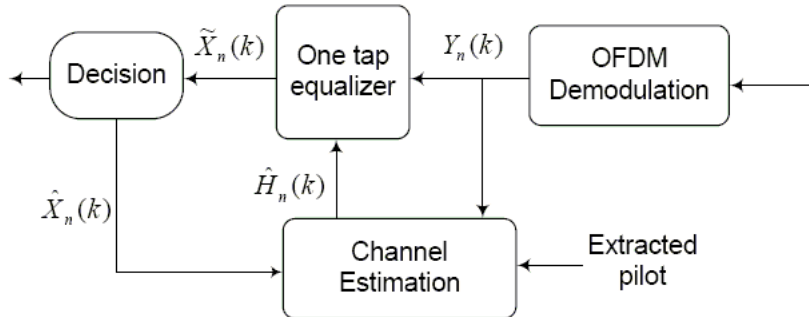 Decision
X̃ₙ(k)
One tap
equalizer
Yₙ(k)
OFDM
Demodulation
X̂ₙ(k)
Ĥₙ(k)
Channel
Estimation
Extracted
pilot